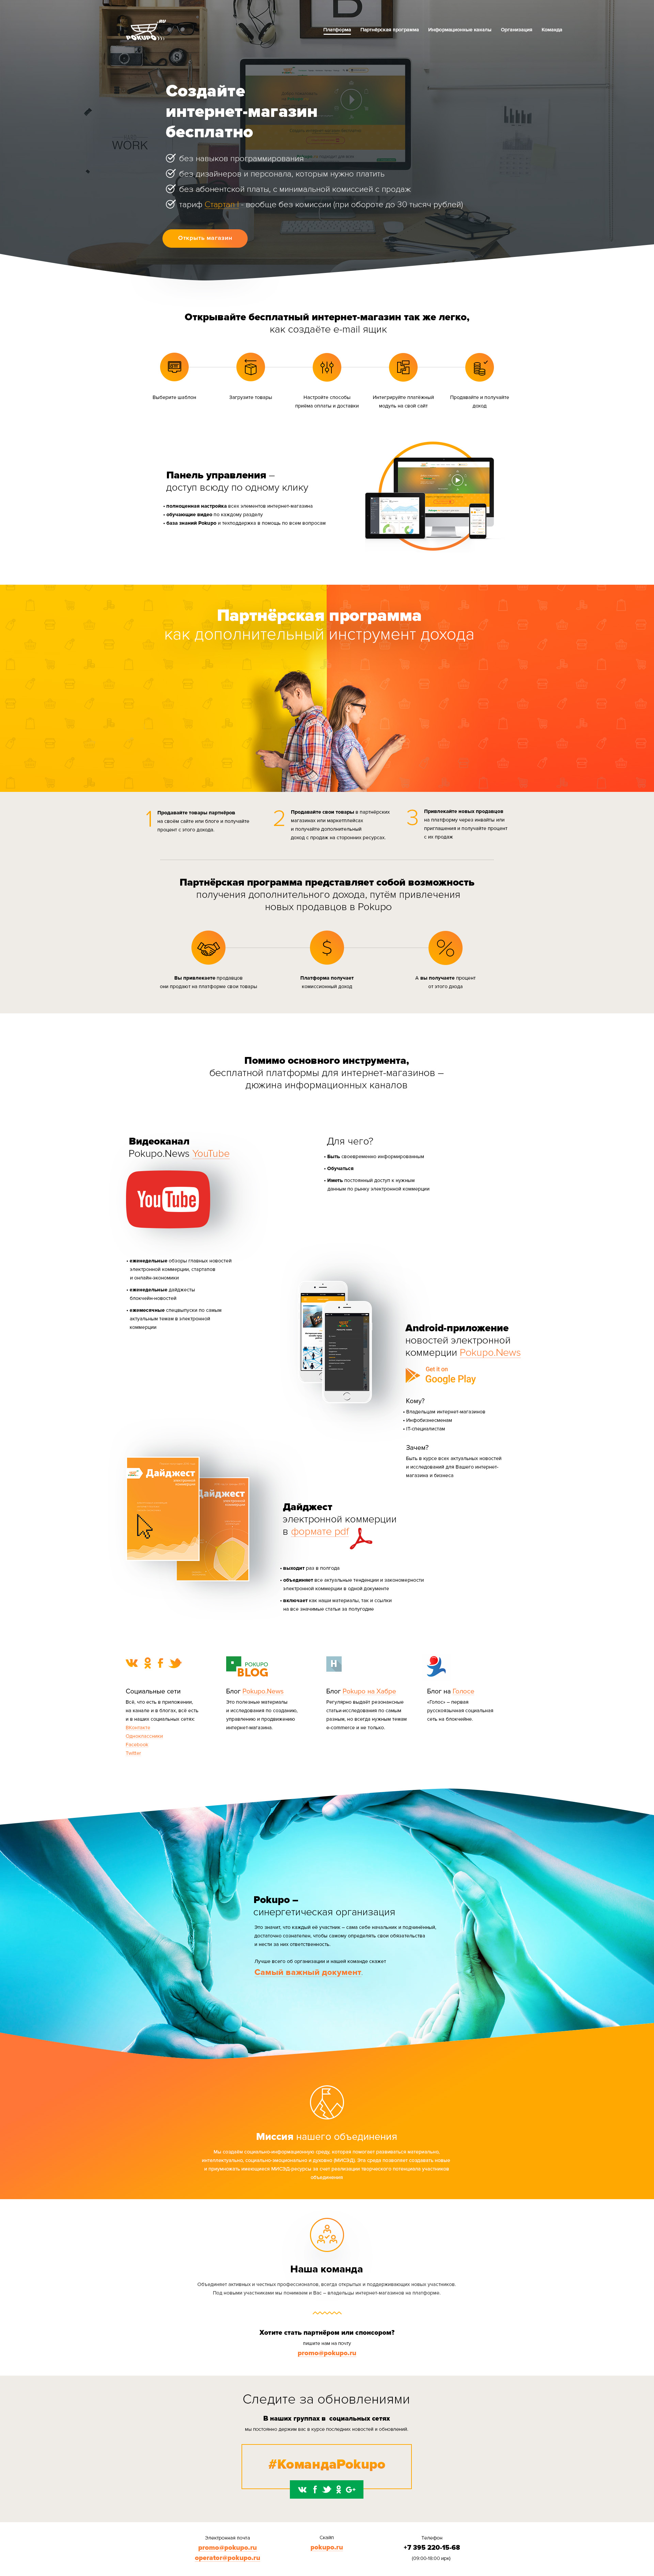 POKUPO.RU
Платформа Партнёрская программа Информационные каналы Организация Команда
B
WORK
Создайте
интернет-магазин
бесплатно
без навыков программирования
без дизайнеров и персонала, которым нужно платить
без абонентской платы, с минимальной комиссией с продаж
тариф Стартап+ - вообще без комиссии (при обороте до 30 тысяч рублей)
Открыть магазин
Открывайте бесплатный интернет-магазин так же легко,
как создаёте e-mail ящик
Выберите шаблон
Загрузите товары
Настройте способы
приёма оплаты и доставки
Интегрируйте платёжный
модуль на свой сайт
Продавайте и получайте
доход
Панель управления –
доступ всюду по одному клику
• полноценная настройка всех элементов интернет-магазина
• обучающие видео по каждому разделу
• база знаний Pokupo и техподдержка в помощь по всем вопросам
Партнёрская программа
как дополнительный инструмент дохода
1
Продавайте товары партнёров
на своём сайте или блоге и получайте
процент с этого дохода.
2
Продавайте свои товары в партнёрских
магазинах или маркетплейсах
и получайте дополнительный
доход с продаж на сторонних ресурсах.
3
Привлекайте новых продавцов
на платформу через инвайты или
приглашения и получайте процент
с их продаж
Партнёрская программа представляет собой возможность
получения дополнительного дохода, путём привлечения
новых продавцов в Pokupo
Вы привлекаете продавцов
они продают на платформе свои товары
Платформа получает
комиссионный доход
А вы получаете процент
от этого дохода
Помимо основного инструмента,
бесплатной платформы для интернет-магазинов –
дюжина информационных каналов
Видеоканал
Pokupo.News YouTube
YouTube
Для чего?
• Быть своевременно информированным
• Обучаться
• Иметь постоянный доступ к нужным
данным по рынку электронной коммерции
• еженедельные обзоры главных новостей
электронной коммерции, стартапов
и онлайн-экономики
• еженедельные дайджесты
блокчейн-новостей
• ежемесячные спецвыпуски по самым
актуальным темам в электронной
коммерции
Android-приложение
новостей электронной
коммерции Pokupo.News
Get it on
Google Play
Кому?
• Владельцам интернет-магазинов
• Инфобизнесменам
• IT-специалистам
Зачем?
Быть в курсе всех актуальных новостей
и исследований для Вашего интернет-
магазина и бизнеса
Дайджест
Дайджест
Дайджест
электронной коммерции
в формате pdf
• выходит раз в полгода
• объединяет все актуальные тенденции и закономерности
электронной коммерции в одной документе
• включает как наши материалы, так и ссылки
на все значимые статьи за полугодие
POKUPO
BLOG
H
Социальные сети
Всё, что есть в приложении,
на канале и в блогах, всё есть
и в наших социальных сетях:
ВКонтакте
Одноклассники
Facebook
Twitter
Блог Pokupo.News
Это полезные материалы
и исследования по созданию,
управлению и продвижению
интернет-магазина.
Блог Pokupo на Хабре
Регулярно выдаёт резонансные
статьи-исследования по самым
разным, но всегда нужным темам
e-commerce и не только.
Блог на Голосе
«Голос» – первая
русскоязычная социальная
сеть на блокчейне.
Pokupo –
синергетическая организация
Это значит, что каждый её участник – сама себе начальник и подчинённый,
достаточно сознателен, чтобы самому определять свои обязательства
и нести за них ответственность.
Лучше всего об организации и нашей команде скажет
Самый важный документ.
Миссия нашего объединения
Мы создаём социально-информационную среду, которая помогает развиваться материально,
интеллектуально, социально-эмоционально и духовно (МИСЭД). Эта среда позволяет создавать новые
и приумножать имеющиеся МИСЭД-ресурсы за счет реализации творческого потенциала участников
объединения
Наша команда
Объединяет активных и честных профессионалов, всегда открытых и поддерживающих новых участников.
Под новыми участниками мы понимаем и Вас – владельцы интернет-магазинов на платформе.
Хотите стать партнёром или спонсором?
пишите нам на почту
promo@pokupo.ru
Следите за обновлениями
В наших группах в социальных сетях
мы постоянно держим вас в курсе последних новостей и обновлений.
#КомандаPokupo
Электронная почта
promo@pokupo.ru
operator@pokupo.ru
Скайп
pokupo.ru
Телефон
+7 395 220-15-68
(09:00-18:00 ирк)